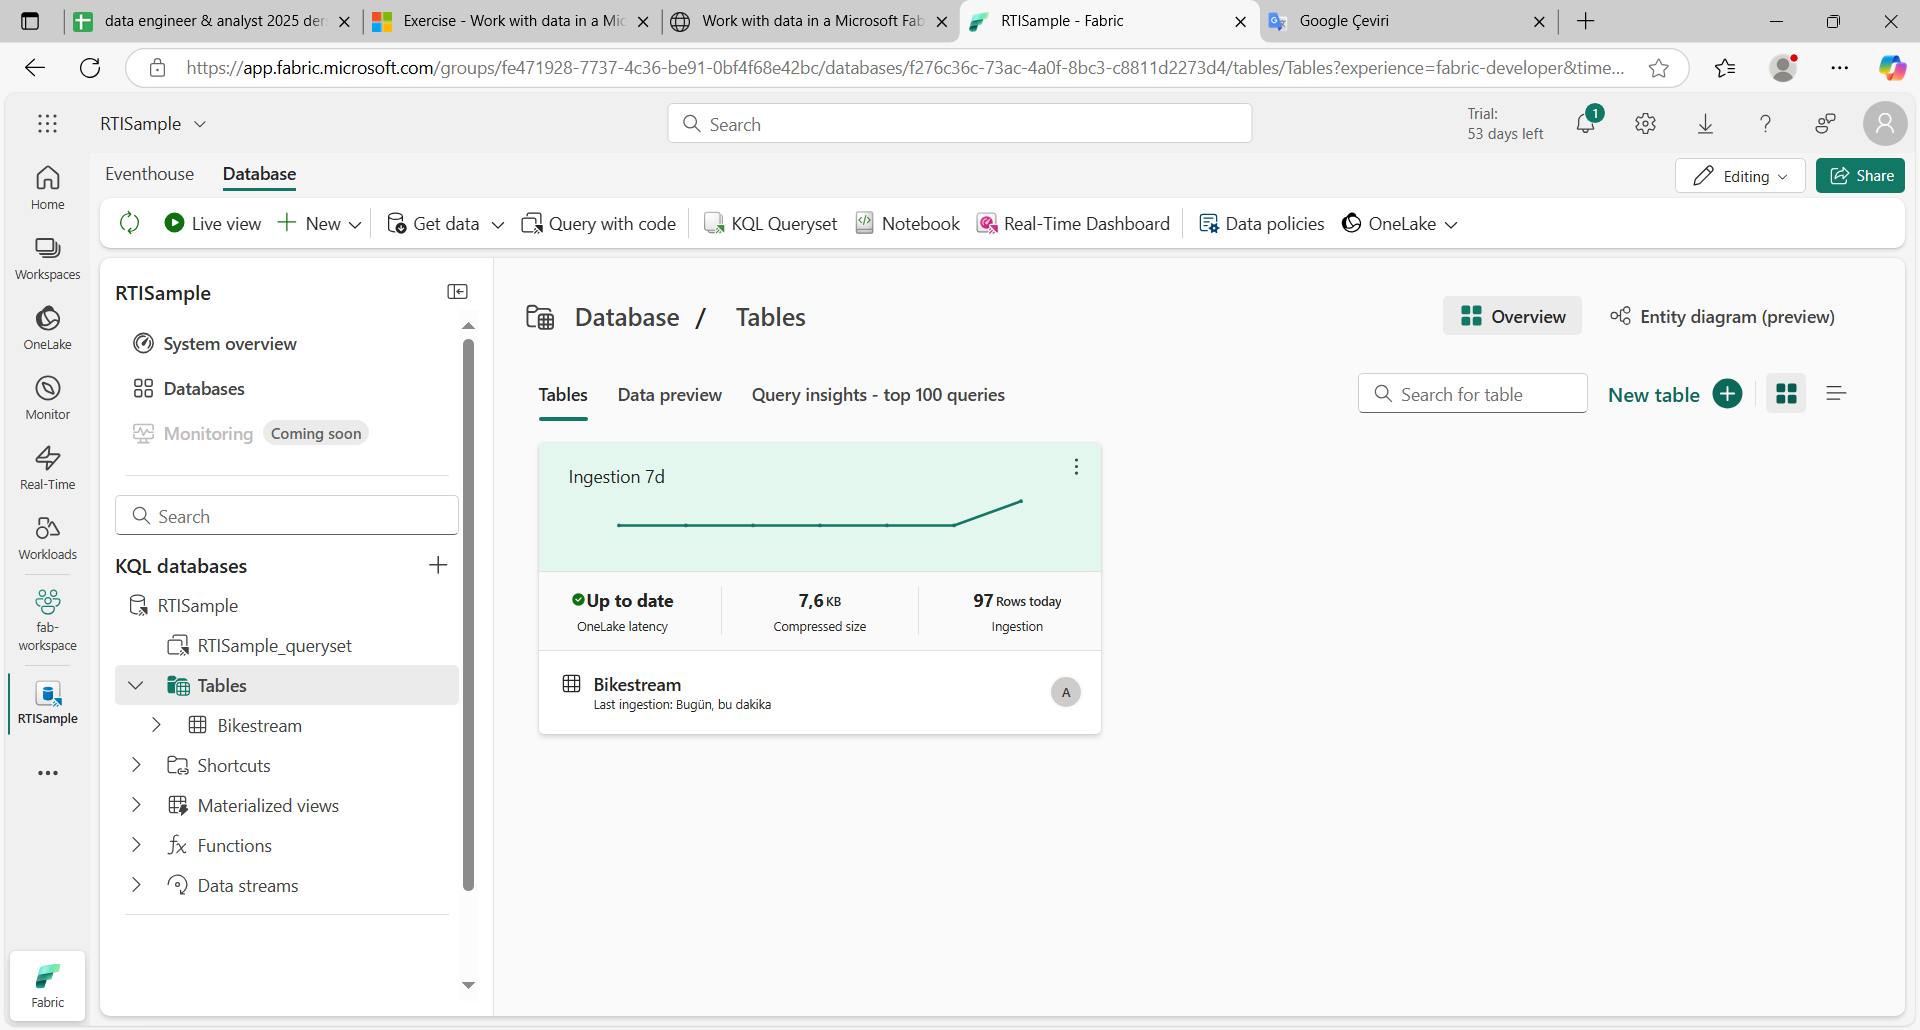 data engineer & analyst 2025 der
Exercise - Work with data in a Mic
Work with data in a Microsoft Fab
RTISample - Fabric
Google Çeviri
https://app.fabric.microsoft.com/groups/fe471928-7737-4c36-be91-0bf4f68e42bc/databases/f276c36c-73ac-4a0f-8bc3-c8811d2273d4/tables/Tables?experience=fabric-developer&time...
RTISample
Search
Trial:
53 days left
1
Eventhouse
Database
Editing
Share
Live view
New
Get data
Query with code
KQL Queryset
Notebook
Real-Time Dashboard
Data policies
OneLake
Home
Workspaces
OneLake
Monitor
Real-Time
Workloads
fab-
workspace
RTISample
Fabric
RTISample
System overview
Databases
Monitoring
Coming soon
Search
KQL databases
RTISample
RTISample_queryset
Tables
Bikestream
Shortcuts
Materialized views
Functions
Data streams
Database / Tables
Overview
Entity diagram (preview)
Tables
Data preview
Query insights - top 100 queries
Search for table
New table
Ingestion 7d
Up to date
OneLake latency
7,6 KB
Compressed size
97 Rows today
Ingestion
Bikestream
Last ingestion: Bugün, bu dakika
A